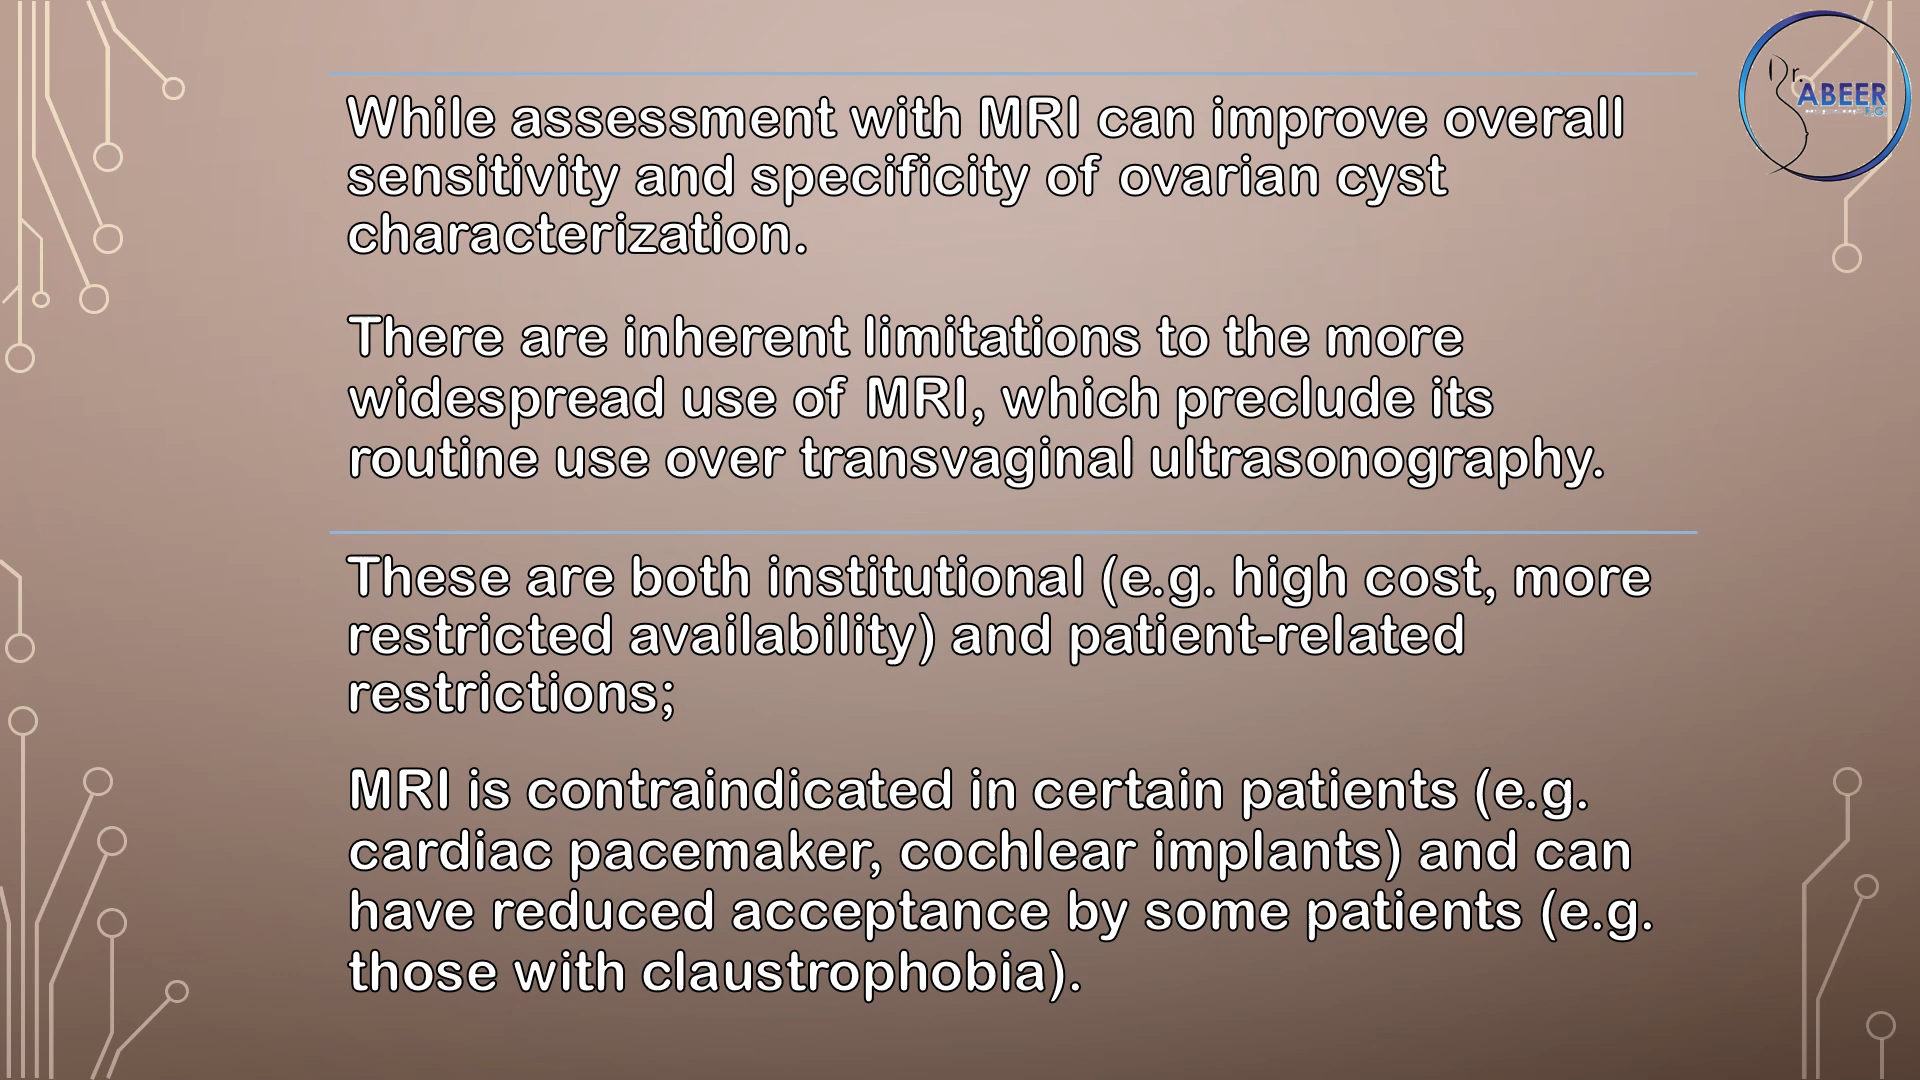 Dr.
ABEER
F.G.
While assessment with MRI can improve overall
sensitivity and specificity of ovarian cyst
characterization.
There are inherent limitations to the more
widespread use of MRI, which preclude its
routine use over transvaginal ultrasonography.
These are both institutional (e.g. high cost, more
restricted availability) and patient-related
restrictions;
MRI is contraindicated in certain patients (e.g.
cardiac pacemaker, cochlear implants) and can
have reduced acceptance by some patients (e.g.
those with claustrophobia).